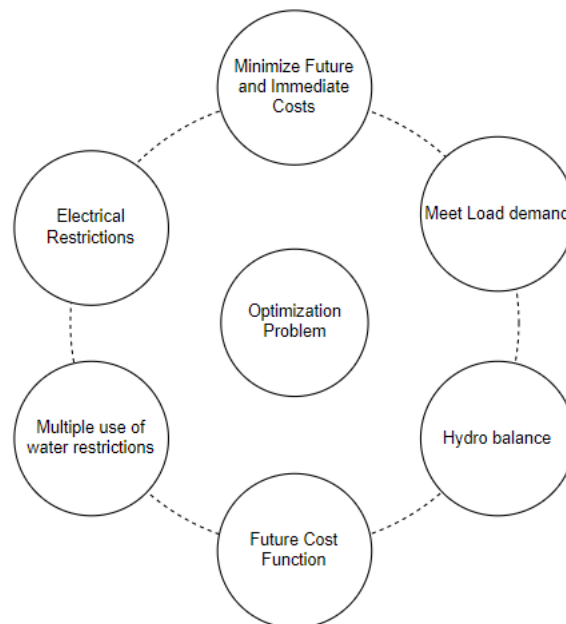 Minimize Future
and Immediate
Costs
Electrical
Restrictions
Meet Load demand
Optimization
Problem
Multiple use of
water restrictions
Hydro balance
Future Cost
Function